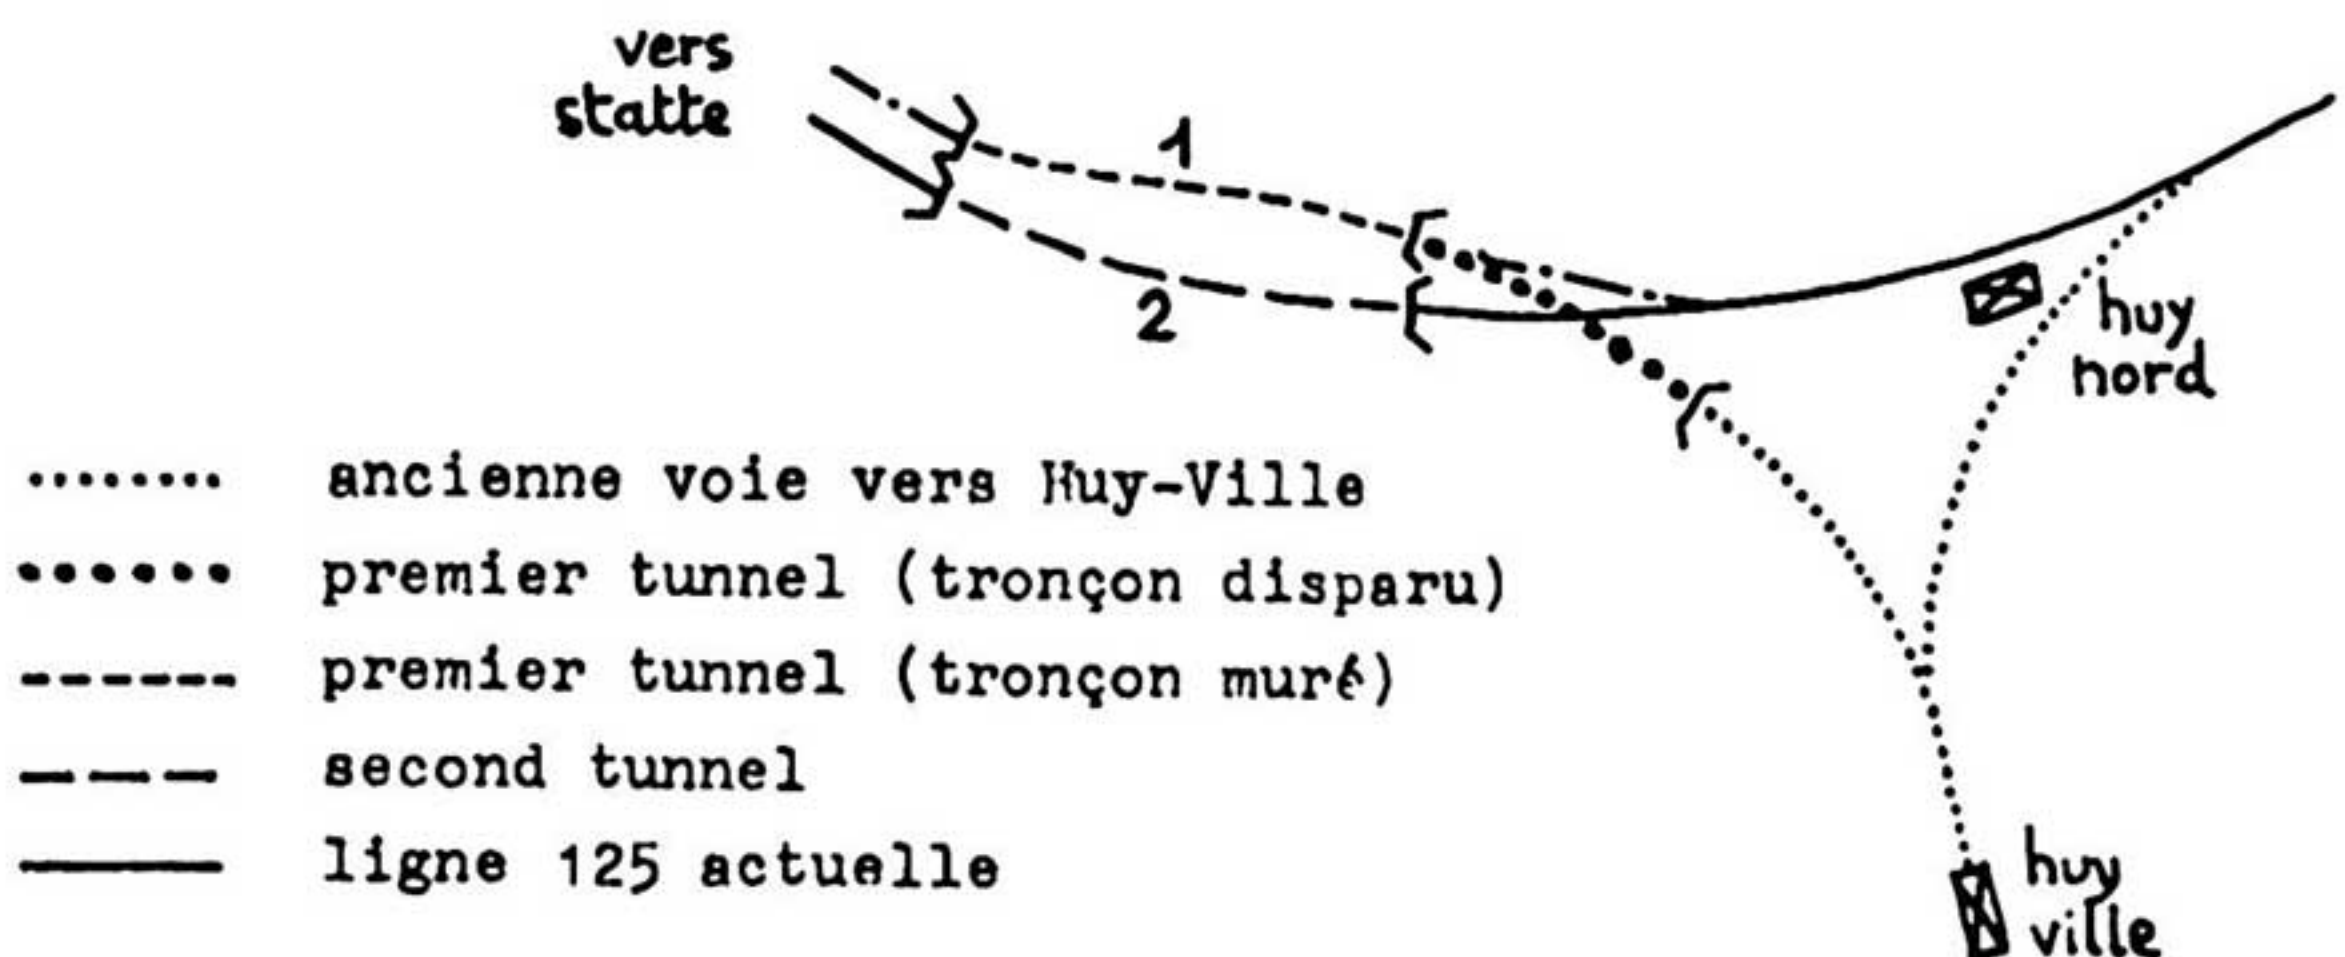 vers
statte
1
2
huy
nord
ancienne voie vers Huy-Ville
premier tunnel (tronçon disparu)
premier tunnel (tronçon muré)
second tunnel
ligne 125 actuelle
huy
ville